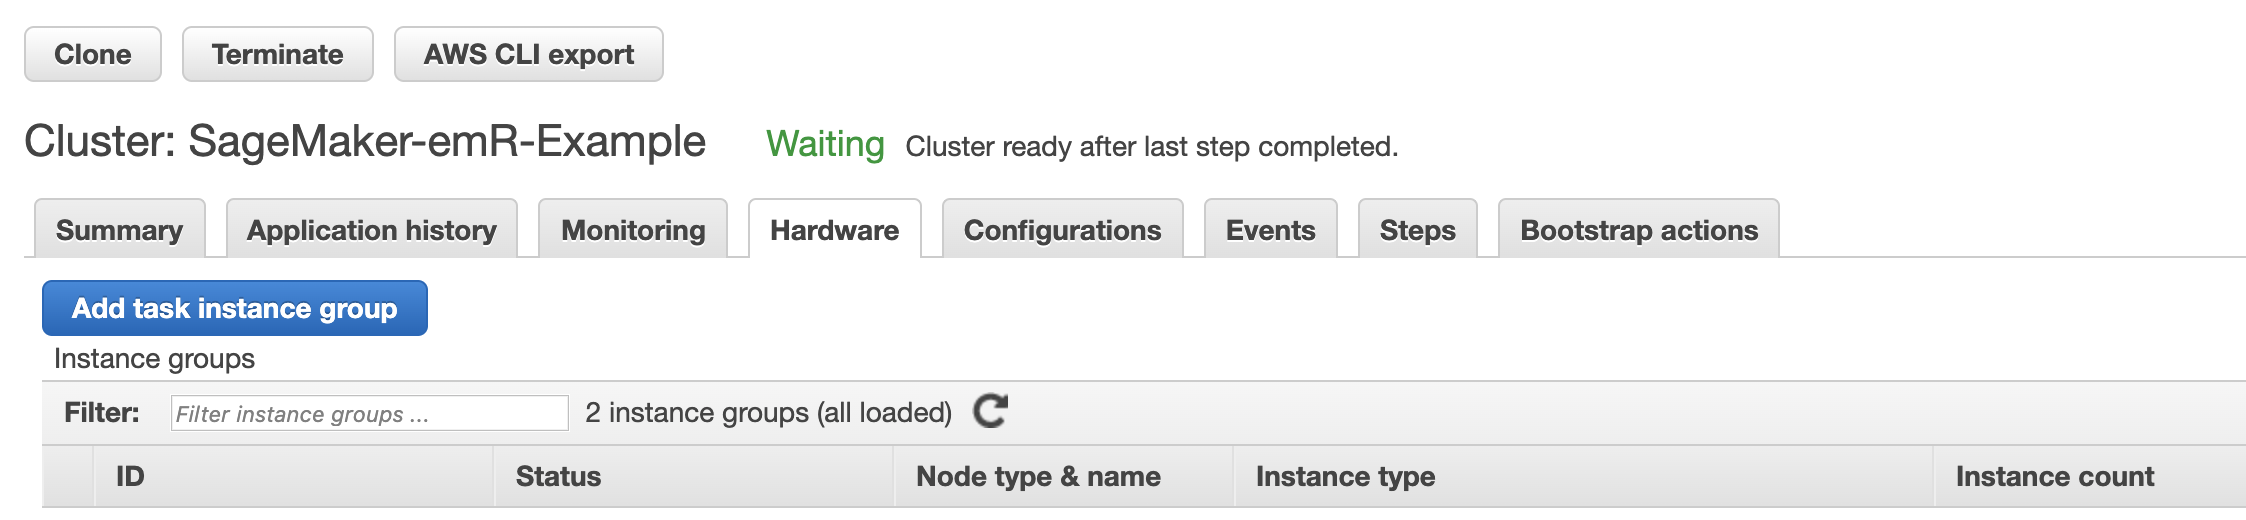 Clone Terminate AWS CLI export
Cluster: SageMaker-emR-Example Waiting Cluster ready after last step completed.
Summary Application history Monitoring Hardware Configurations Events Steps Bootstrap actions
Add task instance group
Instance groups
Filter: Filter instance groups ... 2 instance groups (all loaded)
ID Status Node type & name Instance type Instance count